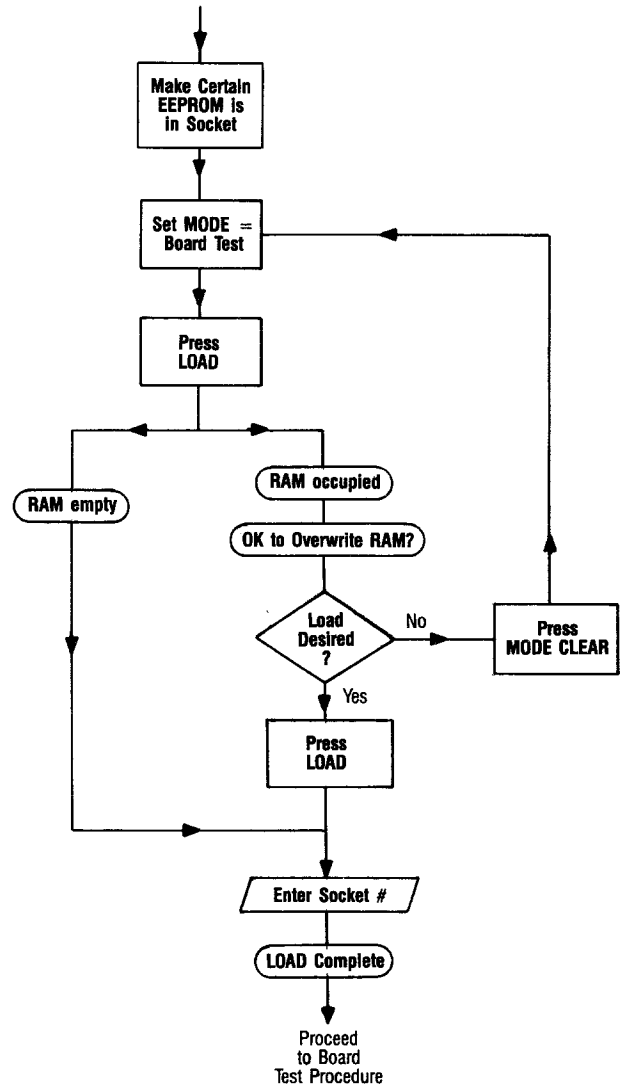 Make Certain
EEPROM is
in Socket
Set MODE =
Board Test
Press
LOAD
RAM empty
RAM occupied
OK to Overwrite RAM?
Load
Desired
?
No
Press
MODE CLEAR
Yes
Press
LOAD
Enter Socket #
LOAD Complete
Proceed
to Board
Test Procedure